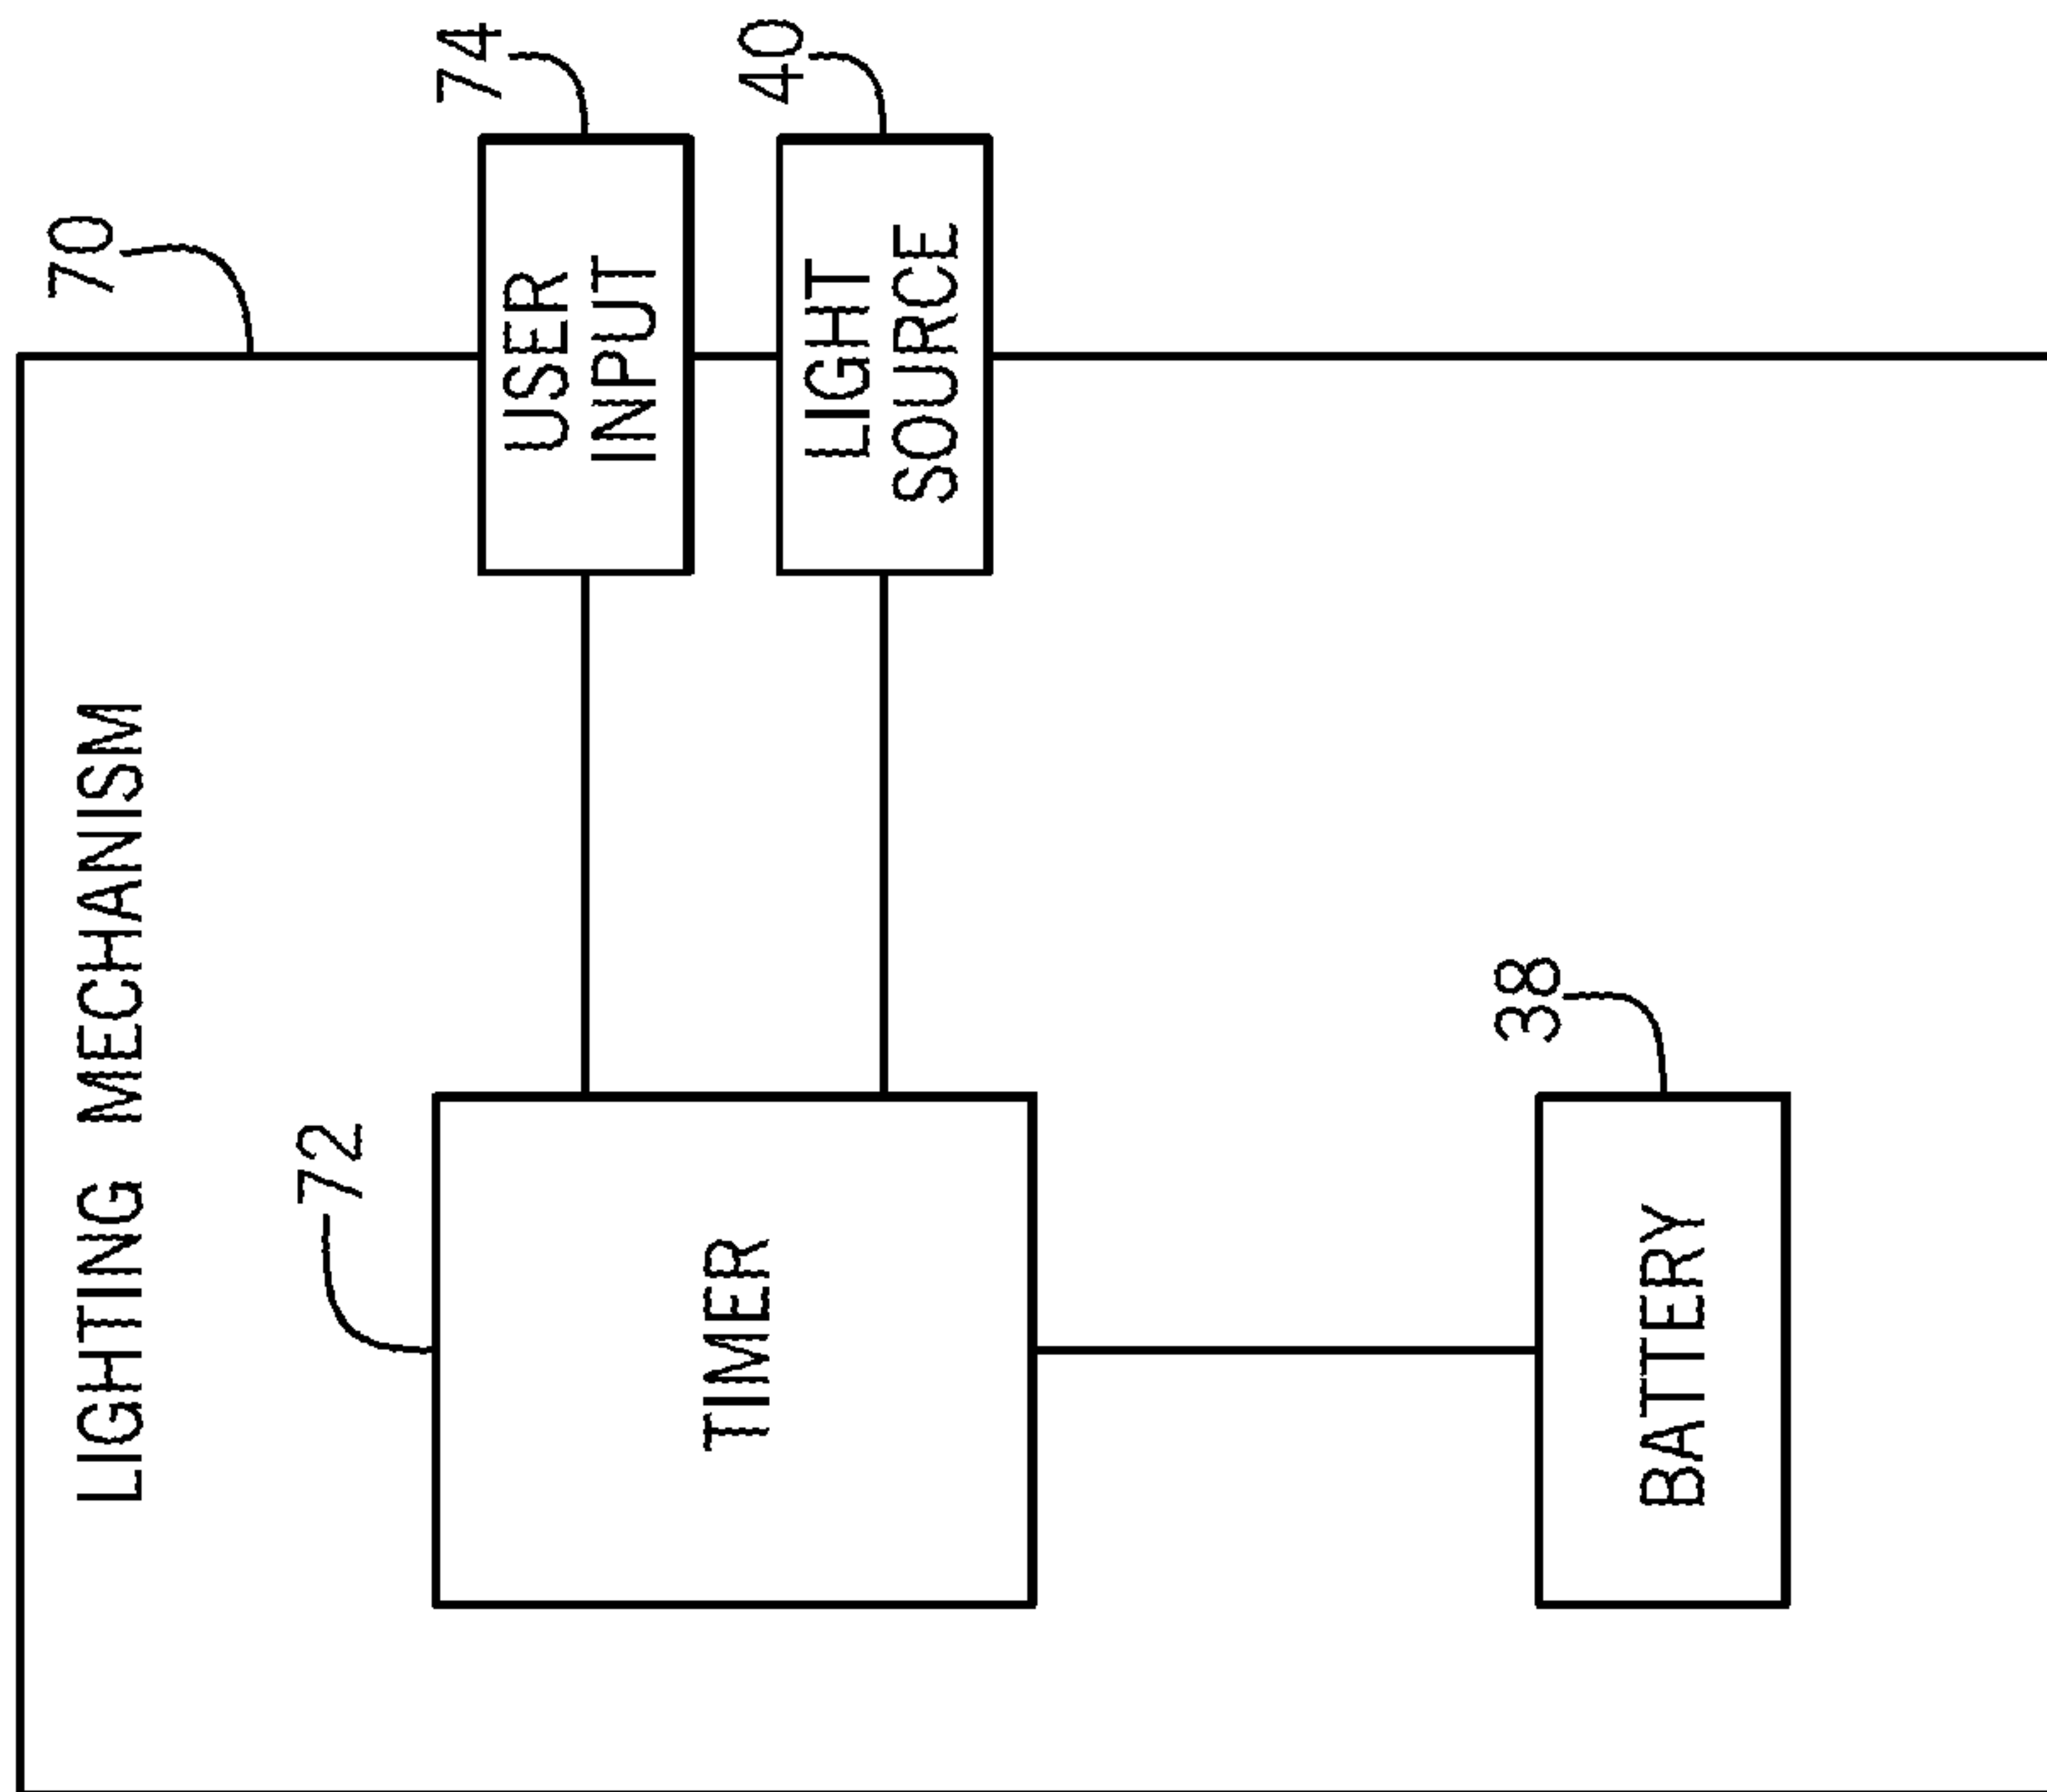 LIGHTING MECHANISM
70
72
74
USER
INPUT
TIMER
40
LIGHT
SOURCE
38
BATTERY